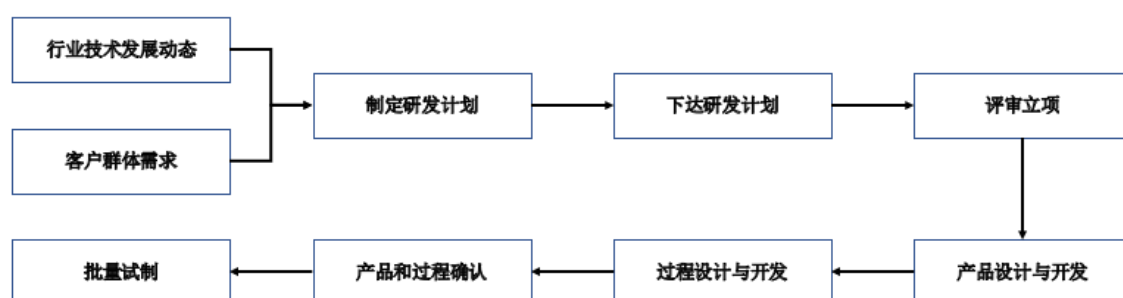 行业技术发展动态
客户群体需求
制定研发计划
下达研发计划
评审立项
产品设计与开发
过程设计与开发
产品和过程确认
批量试制